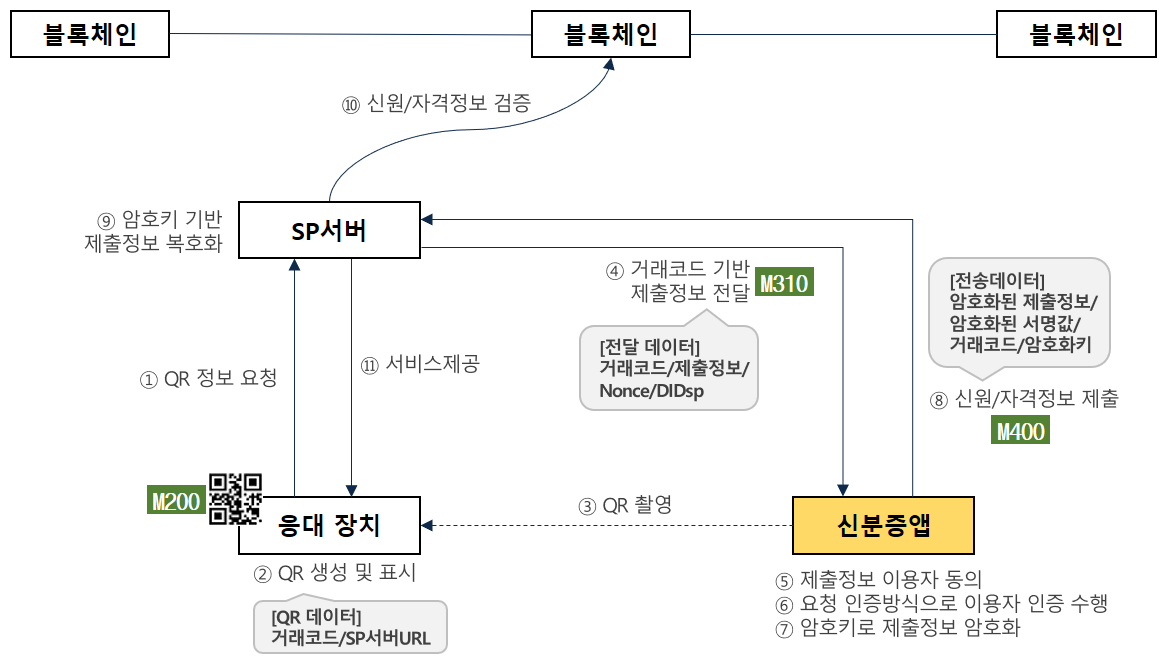 블록체인
블록체인
블록체인
⑩ 신원/자격정보 검증
⑨ 암호키 기반
제출정보 복호화
SP서버
④ 거래코드 기반
제출정보 전달
M310
[전달 데이터]
거래코드/제출정보/
Nonce/DIDsp
[전송데이터]
암호화된 제출정보/
암호화된 서명값/
거래코드/암호화키
⑧ 신원/자격정보 제출
M400
① QR 정보 요청
⑪ 서비스제공
M200
응대 장치
③ QR 촬영
신분증앱
② QR 생성 및 표시
[QR 데이터]
거래코드/SP서버URL
⑤ 제출정보 이용자 동의
⑥ 요청 인증방식으로 이용자 인증 수행
⑦ 암호키로 제출정보 암호화